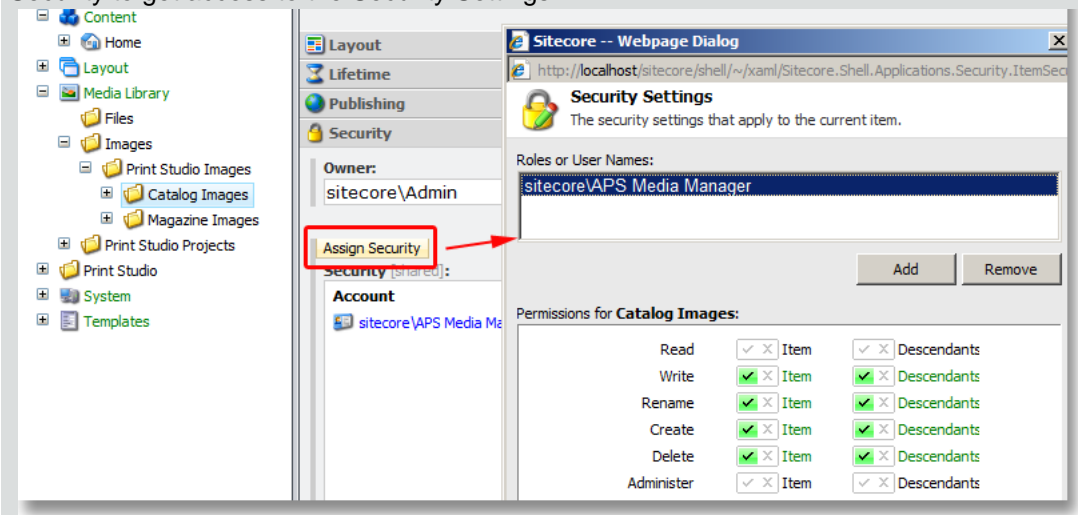 Content
Home
Layout
Media Library
Files
Images
Print Studio Images
Catalog Images
Magazine Images
Print Studio Projects
Print Studio
System
Templates
Layout
Lifetime
Publishing
Security
Owner:
sitecore\Admin
Assign Security
Security [shared]:
Account
sitecore\APS Media Ma
Sitecore -- Webpage Dialog
http://localhost/sitecore/shell/~/xaml/Sitecore.Shell.Applications.Security.ItemSec
Security Settings
The security settings that apply to the current item.
Roles or User Names:
sitecore\APS Media Manager
Add Remove
Permissions for Catalog Images:
Read Item Descendants
Write Item Descendants
Rename Item Descendants
Create Item Descendants
Delete Item Descendants
Administer Item Descendants